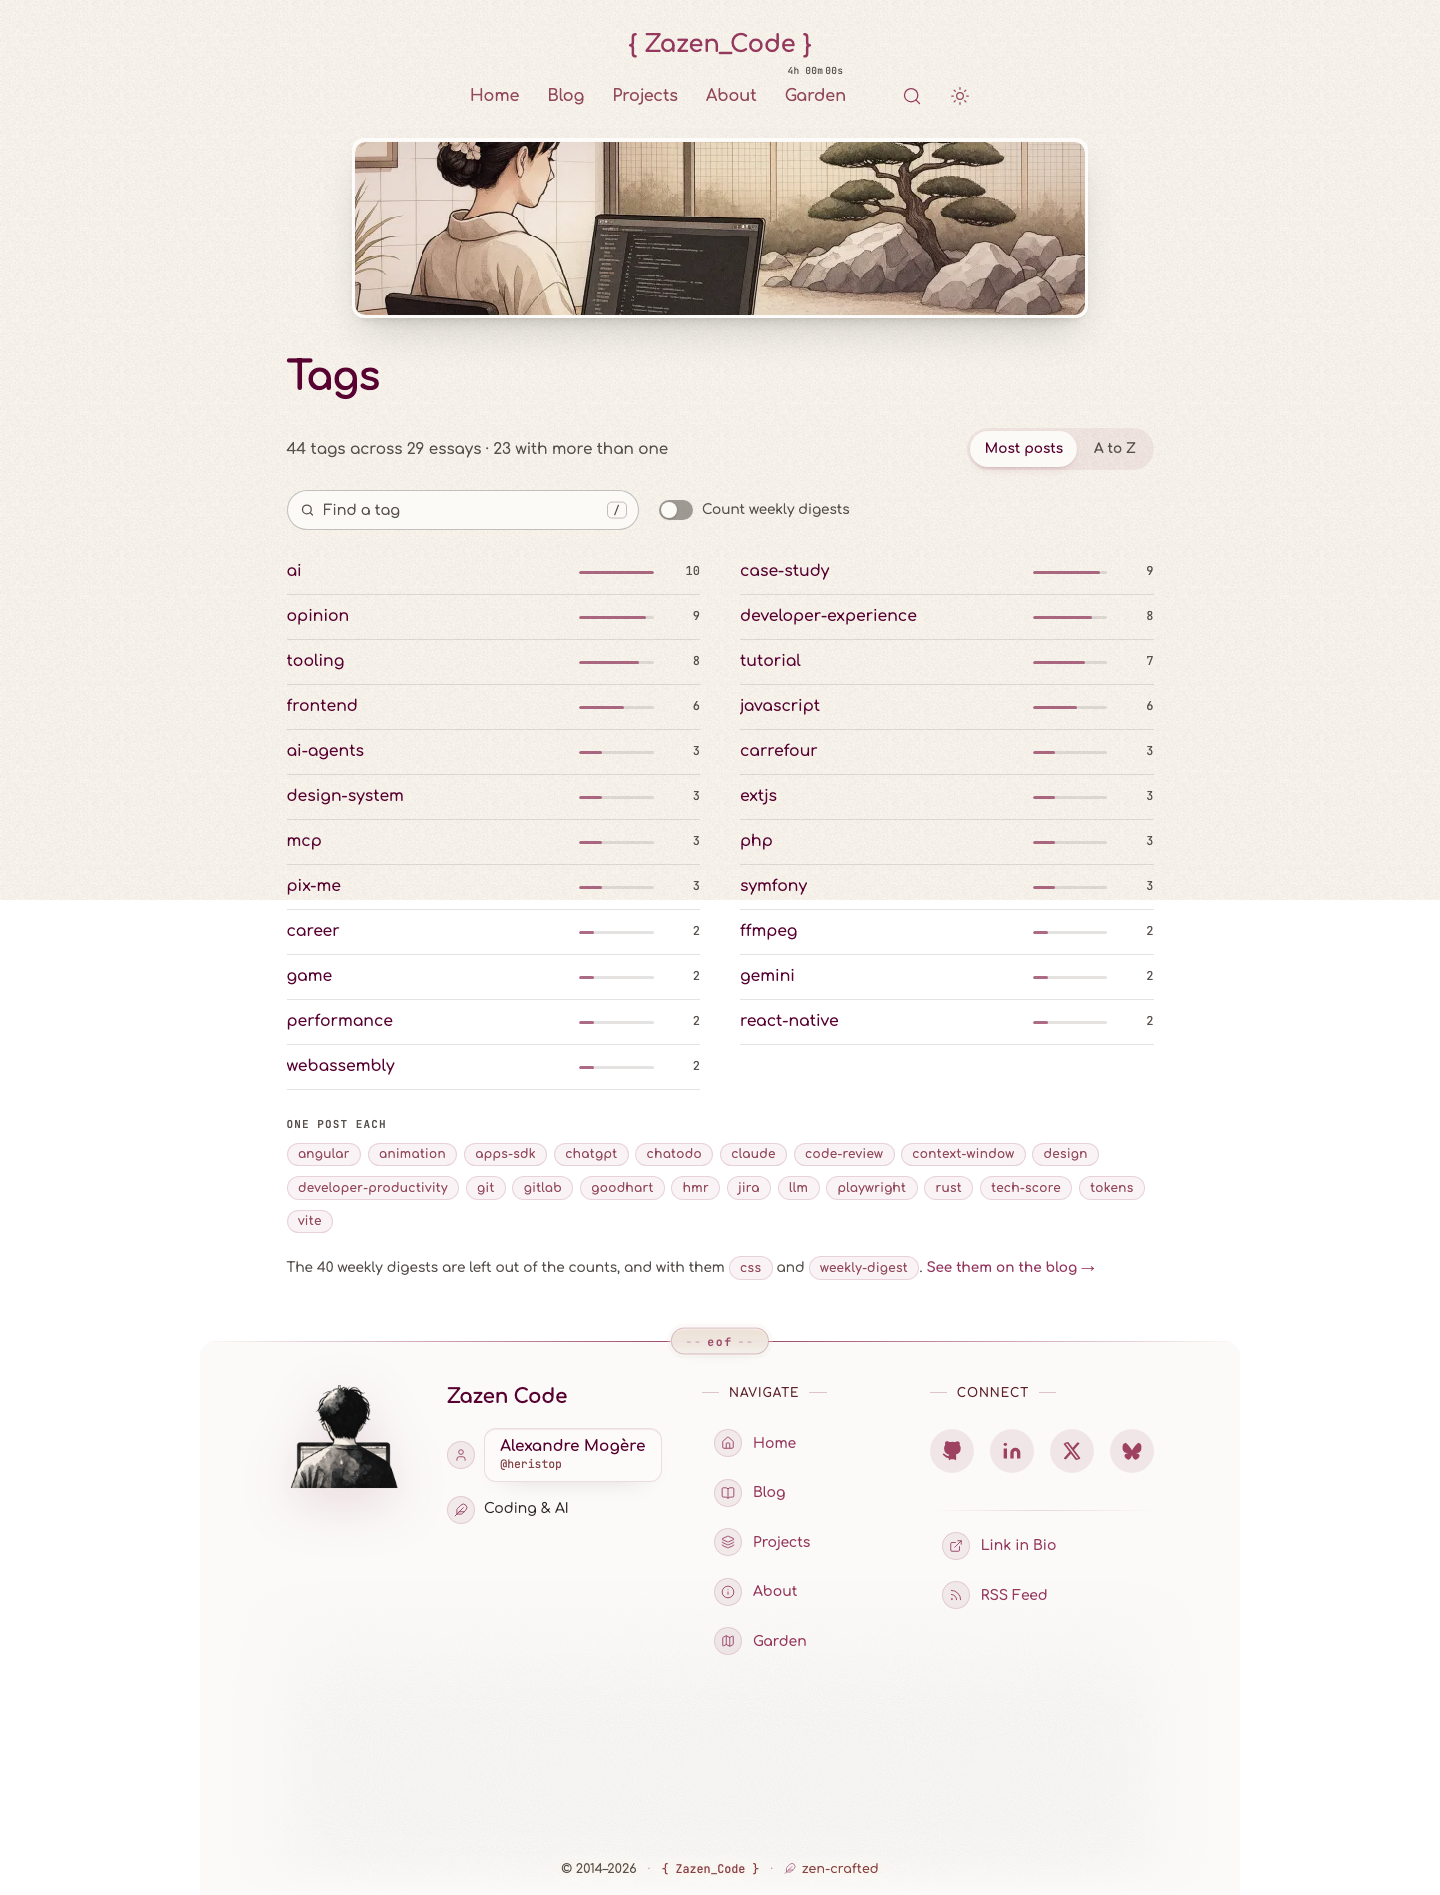 { Zazen_Code }
4h 00m 00s
Home Blog Projects About Garden
Tags
44 tags across 29 essays · 23 with more than one
Most posts A to Z
Find a tag /
Count weekly digests
ai 10
case-study 9
opinion 9
developer-experience 8
tooling 8
tutorial 7
frontend 6
javascript 6
ai-agents 3
carrefour 3
design-system 3
extjs 3
mcp 3
php 3
pix-me 3
symfony 3
career 2
ffmpeg 2
game 2
gemini 2
performance 2
react-native 2
webassembly 2
ONE POST EACH
angular animation apps-sdk chatgpt chatodo claude code-review context-window design
developer-productivity git gitlab goodhart hmr jira llm playwright rust tech-score tokens
vite
The 40 weekly digests are left out of the counts, and with them css and weekly-digest. See them on the blog →
-- eof --
Zazen Code
Alexandre Mogère
@heristop
Coding & AI
NAVIGATE
Home
Blog
Projects
About
Garden
CONNECT
Link in Bio
RSS Feed
© 2014–2026 · { Zazen_Code } · zen-crafted